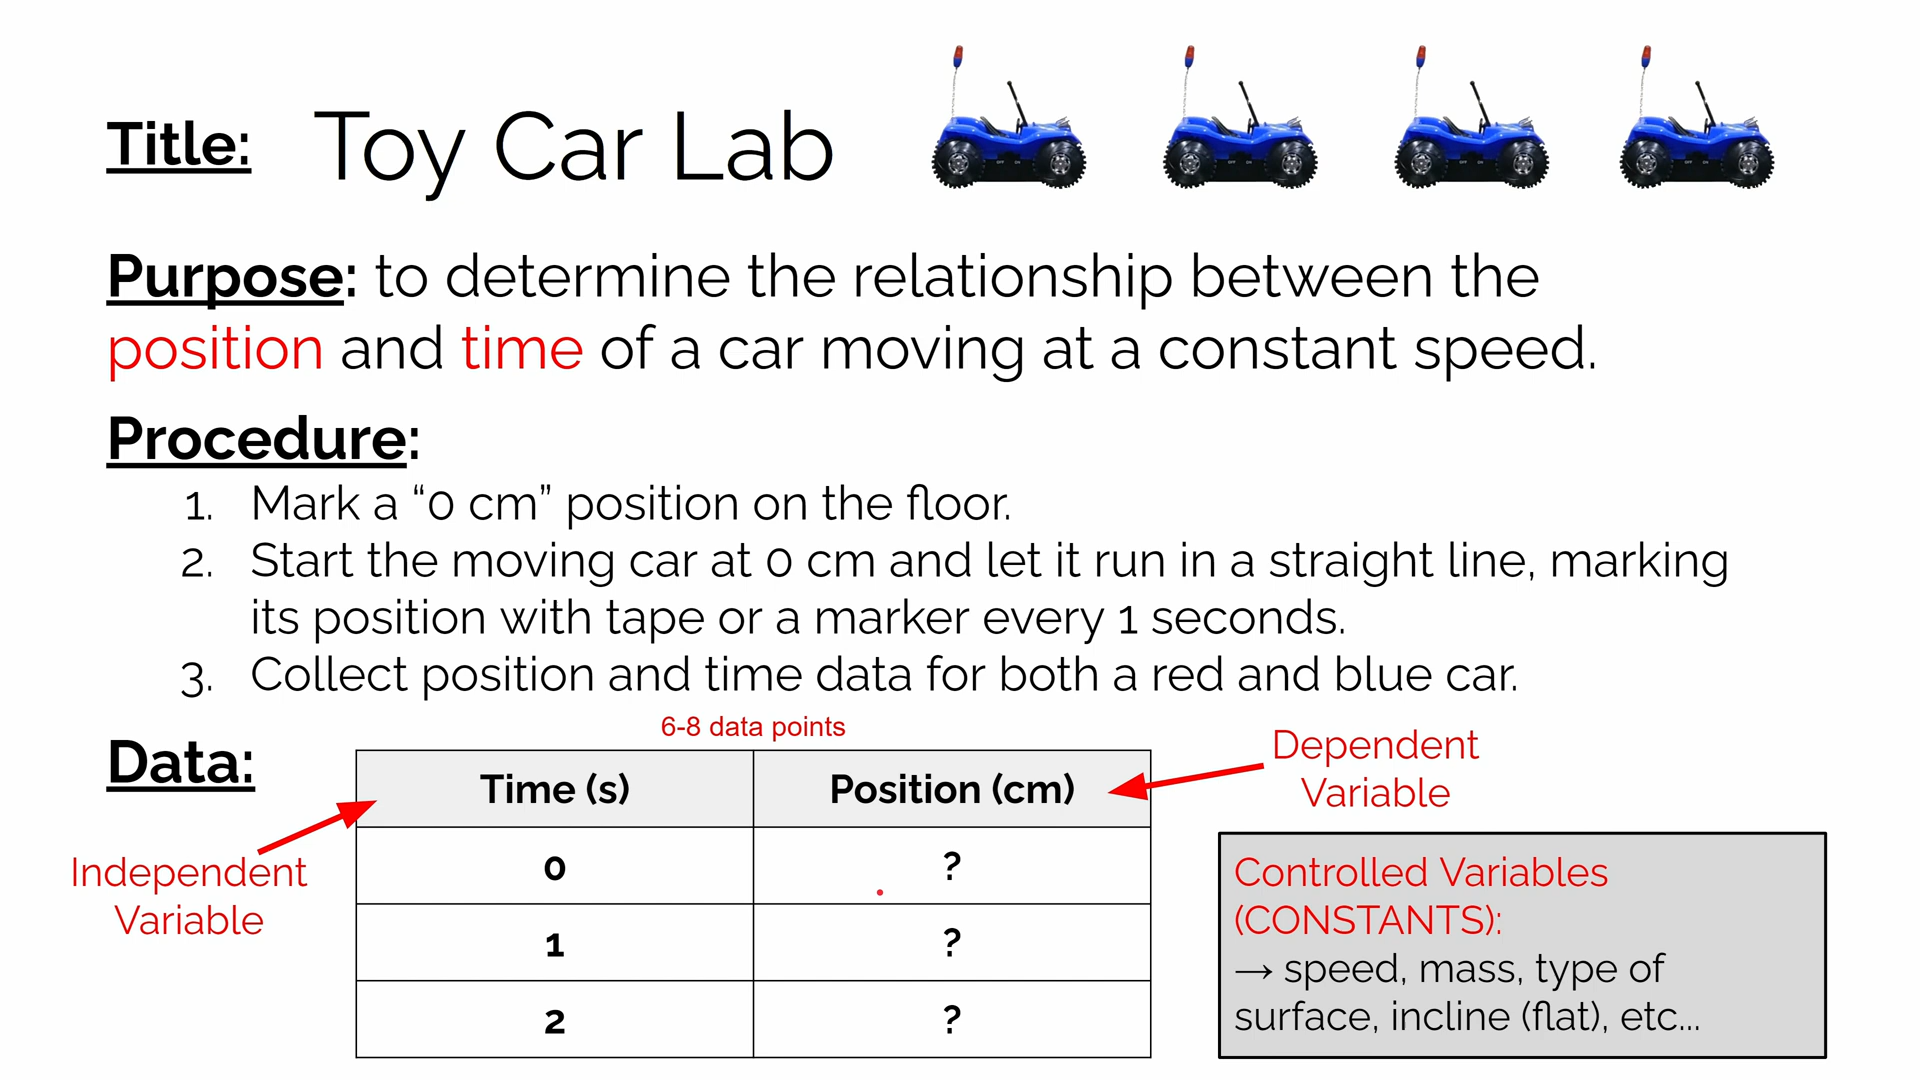 Title: Toy Car Lab
Purpose: to determine the relationship between the
position and time of a car moving at a constant speed.
Procedure:
1. Mark a “0 cm” position on the floor.
2. Start the moving car at 0 cm and let it run in a straight line, marking
its position with tape or a marker every 1 seconds.
3. Collect position and time data for both a red and blue car.
6-8 data points
Data:
Time (s) Position (cm)
0 ?
1 ?
2 ?
Independent
Variable
Dependent
Variable
Controlled Variables
(CONSTANTS):
→ speed, mass, type of
surface, incline (flat), etc...